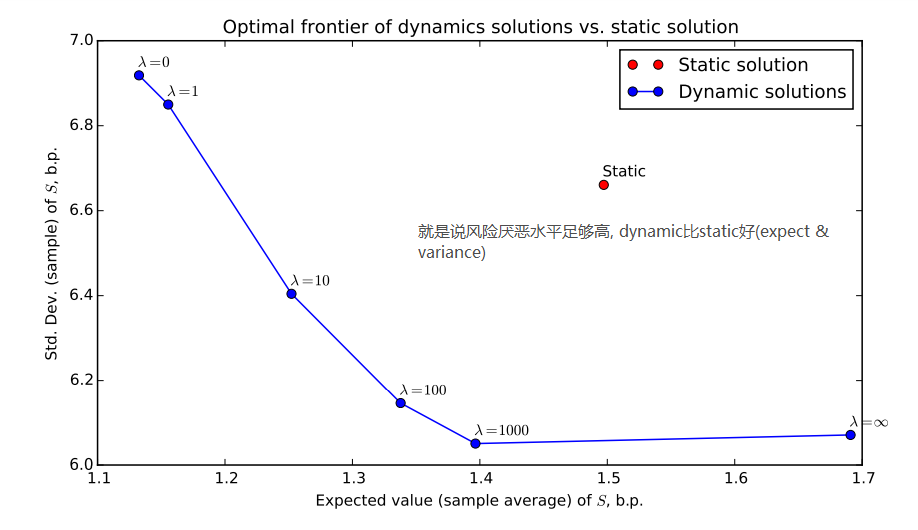 Optimal frontier of dynamics solutions vs. static solution
7.0
λ=0
Static solution
λ=1
Dynamic solutions
6.8
Std. Dev. (sample) of S, b.p.
Static
6.6
就是说风险厌恶水平足够高, dynamic比static好(expect &
variance)
λ=10
6.4
λ=100
6.2
λ=∞
λ=1000
6.0
1.1 1.2 1.3 1.4 1.5 1.6 1.7
Expected value (sample average) of S, b.p.